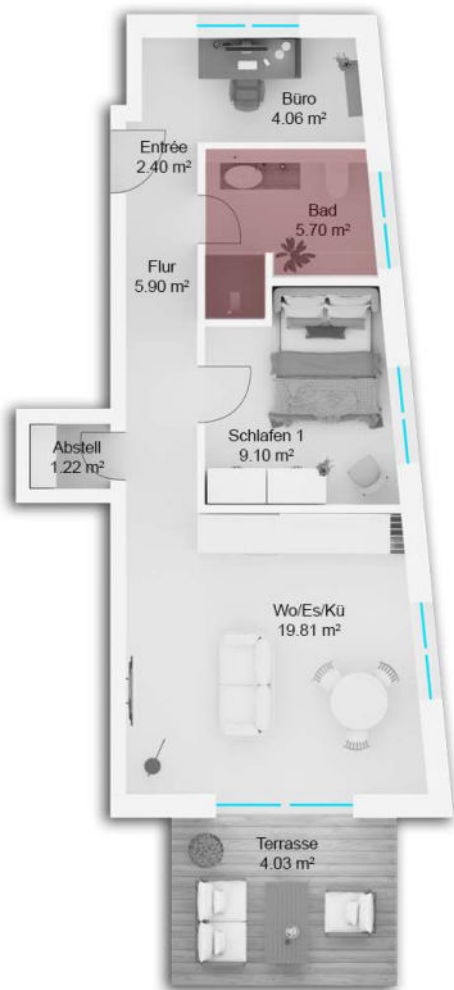 Büro
4.06 m²
Entrée
2.40 m²
Bad
5.70 m²
Flur
5.90 m²
Schlafen 1
9.10 m²
Abstell
1.22 m²
Wo/Es/Kü
19.81 m²
Terrasse
4.03 m²